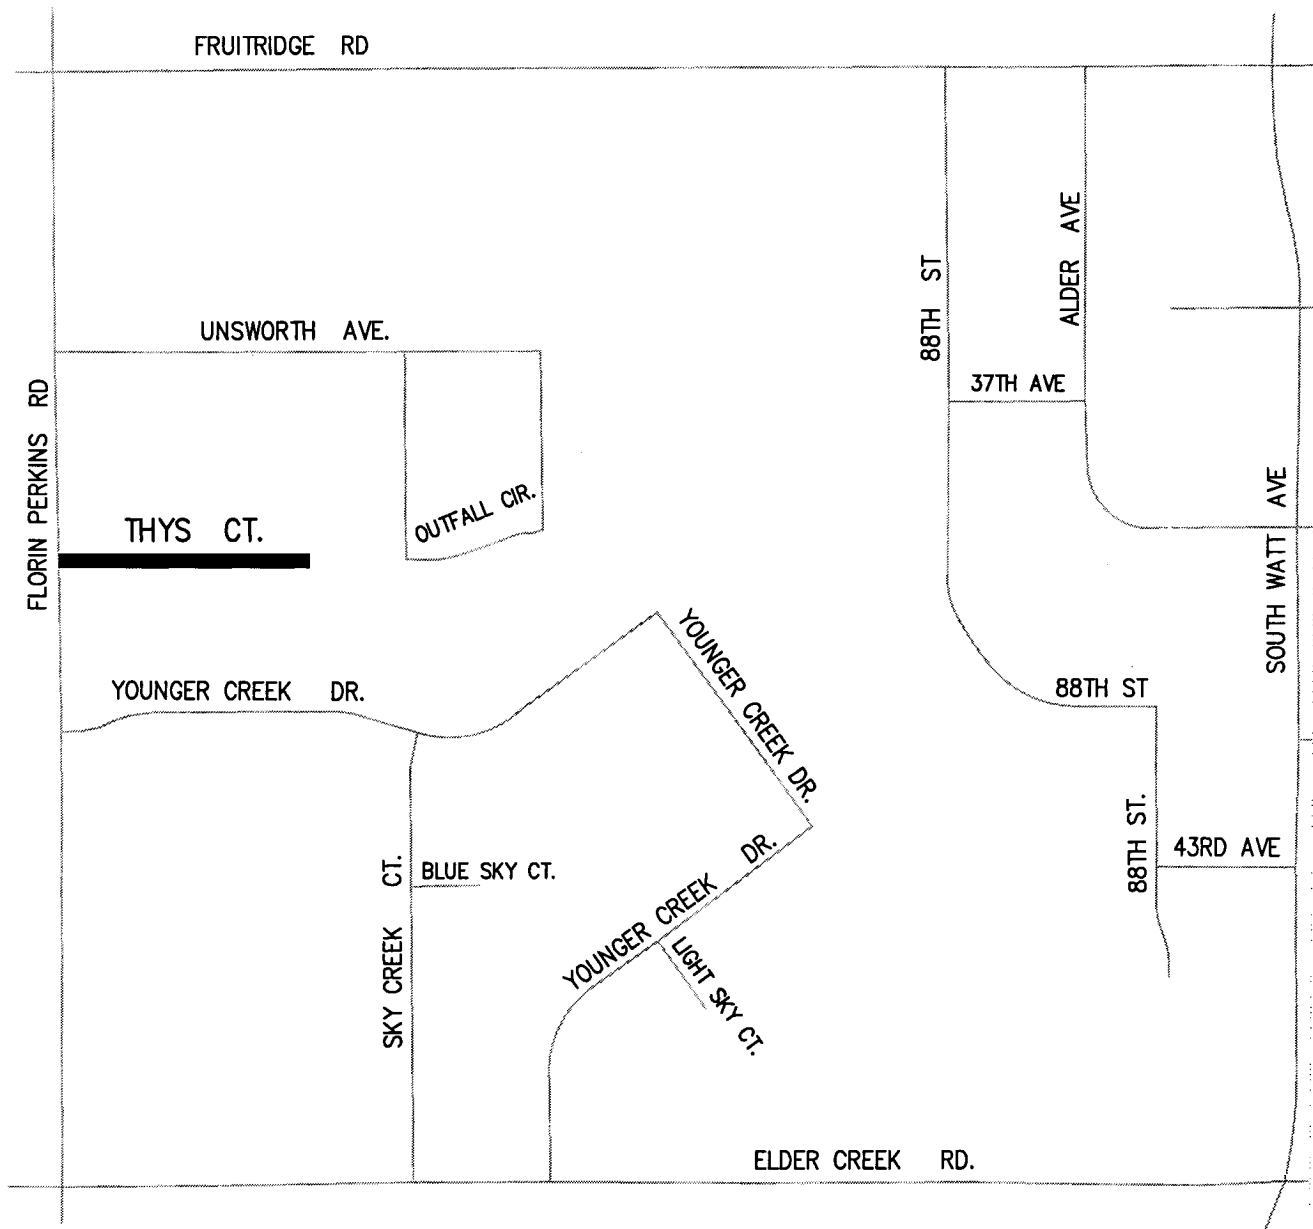 FRUITRIDGE RD
88TH ST
ALDER AVE
UNSWORTH AVE.
37TH AVE
FLORIN PERKINS RD
OUTFALL CIR.
THYS CT.
SOUTH WATT AVE
YOUNGER CREEK DR.
YOUNGER CREEK DR.
88TH ST
88TH ST.
43RD AVE
SKY CREEK CT.
BLUE SKY CT.
YOUNGER CREEK DR.
LIGHT SKY CT.
ELDER CREEK RD.